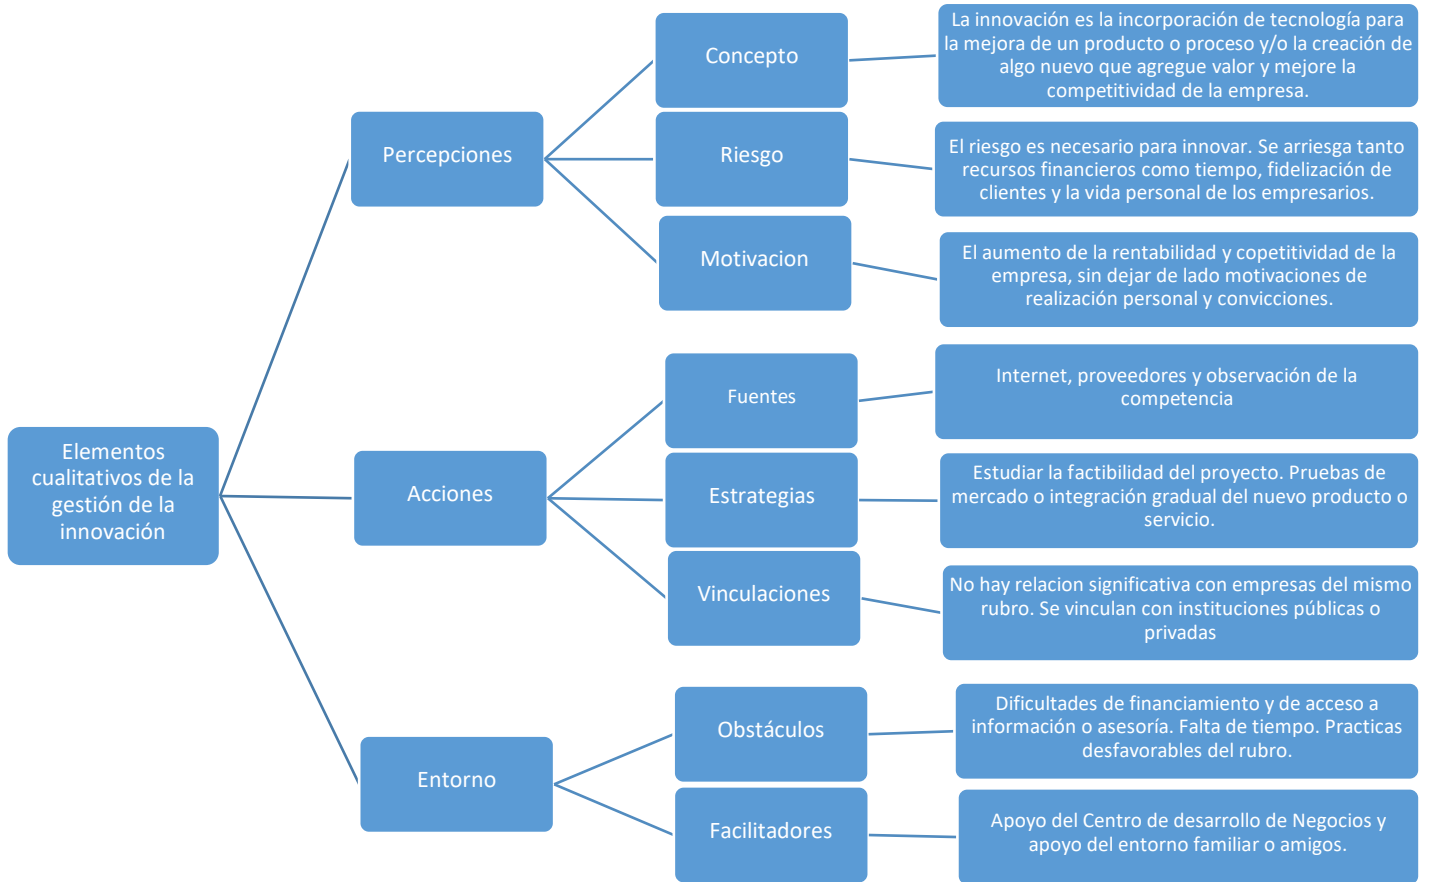 Elementos
cualitativos de la
gestión de la
innovación
Percepciones
Concepto
La innovación es la incorporación de tecnología para
la mejora de un producto o proceso y/o la creación de
algo nuevo que agregue valor y mejore la
competitividad de la empresa.
Riesgo
El riesgo es necesario para innovar. Se arriesga tanto
recursos financieros como tiempo, fidelización de
clientes y la vida personal de los empresarios.
Motivacion
El aumento de la rentabilidad y copetitividad de la
empresa, sin dejar de lado motivaciones de
realización personal y convicciones.
Acciones
Fuentes
Internet, proveedores y observación de la
competencia
Estrategias
Estudiar la factibilidad del proyecto. Pruebas de
mercado o integración gradual del nuevo producto o
servicio.
Vinculaciones
No hay relacion significativa con empresas del mismo
rubro. Se vinculan con instituciones públicas o
privadas
Entorno
Obstáculos
Dificultades de financiamiento y de acceso a
información o asesoría. Falta de tiempo. Practicas
desfavorables del rubro.
Facilitadores
Apoyo del Centro de desarrollo de Negocios y
apoyo del entorno familiar o amigos.